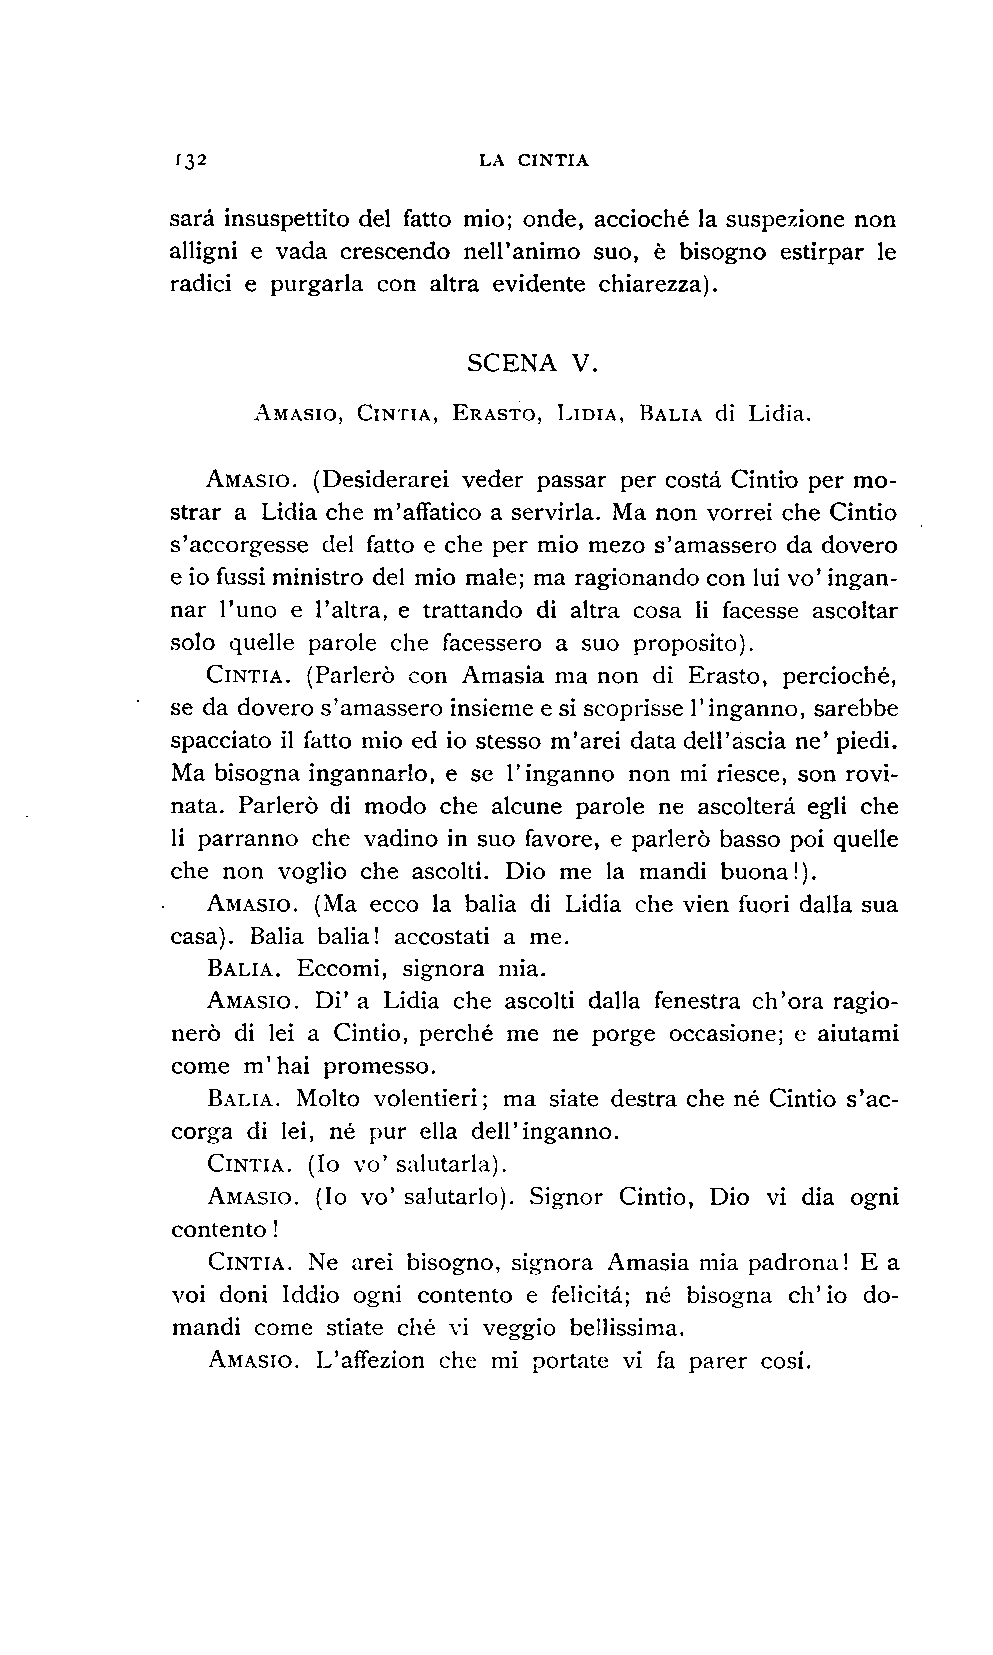 132 LA CINTIA
sará insuspettito del fatto mio; onde, accioché la suspezione non
alligni e vada crescendo nell'animo suo, è bisogno estirpar le
radici e purgarla con altra evidente chiarezza).
SCENA V.
AMASIO, CINTIA, ERASTO, LIDIA, BALIA di Lidia.
AMASIO. (Desiderarei veder passar per costá Cintio per mo-
strar a Lidia che m'affatico a servirla. Ma non vorrei che Cintio
s'accorgesse del fatto e che per mio mezo s'amassero da dovero
e io fussi ministro del mio male; ma ragionando con lui vo' ingan-
nar l'uno e l'altra, e trattando di altra cosa li facesse ascoltar
solo quelle parole che facessero a suo proposito).
CINTIA. (Parlerò con Amasia ma non di Erasto, percioché,
se da dovero s'amassero insieme e si scoprisse l'inganno, sarebbe
spacciato il fatto mio ed io stesso m'arei data dell'ascia ne' piedi.
Ma bisogna ingannarlo, e se l'inganno non mi riesce, son rovi-
nata. Parlerò di modo che alcune parole ne ascolterá egli che
li parranno che vadino in suo favore, e parlerò basso poi quelle
che non voglio che ascolti. Dio me la mandi buona!).
AMASIO. (Ma ecco la balia di Lidia che vien fuori dalla sua
casa). Balia balia! accostati a me.
BALIA. Eccomi, signora mia.
AMASIO. Di' a Lidia che ascolti dalla fenestra ch'ora ragio-
nerò di lei a Cintio, perché me ne porge occasione; e aiutami
come m'hai promesso.
BALIA. Molto volentieri; ma siate destra che né Cintio s'ac-
corga di lei, né pur ella dell'inganno.
CINTIA. (Io vo' salutarla).
AMASIO. (Io vo' salutarlo). Signor Cintio, Dio vi dia ogni
contento!
CINTIA. Ne arei bisogno, signora Amasia mia padrona! E a
voi doni Iddio ogni contento e felicitá; né bisogna ch'io do-
mandi come stiate ché vi veggio bellissima.
AMASIO. L'affezion che mi portate vi fa parer cosí.